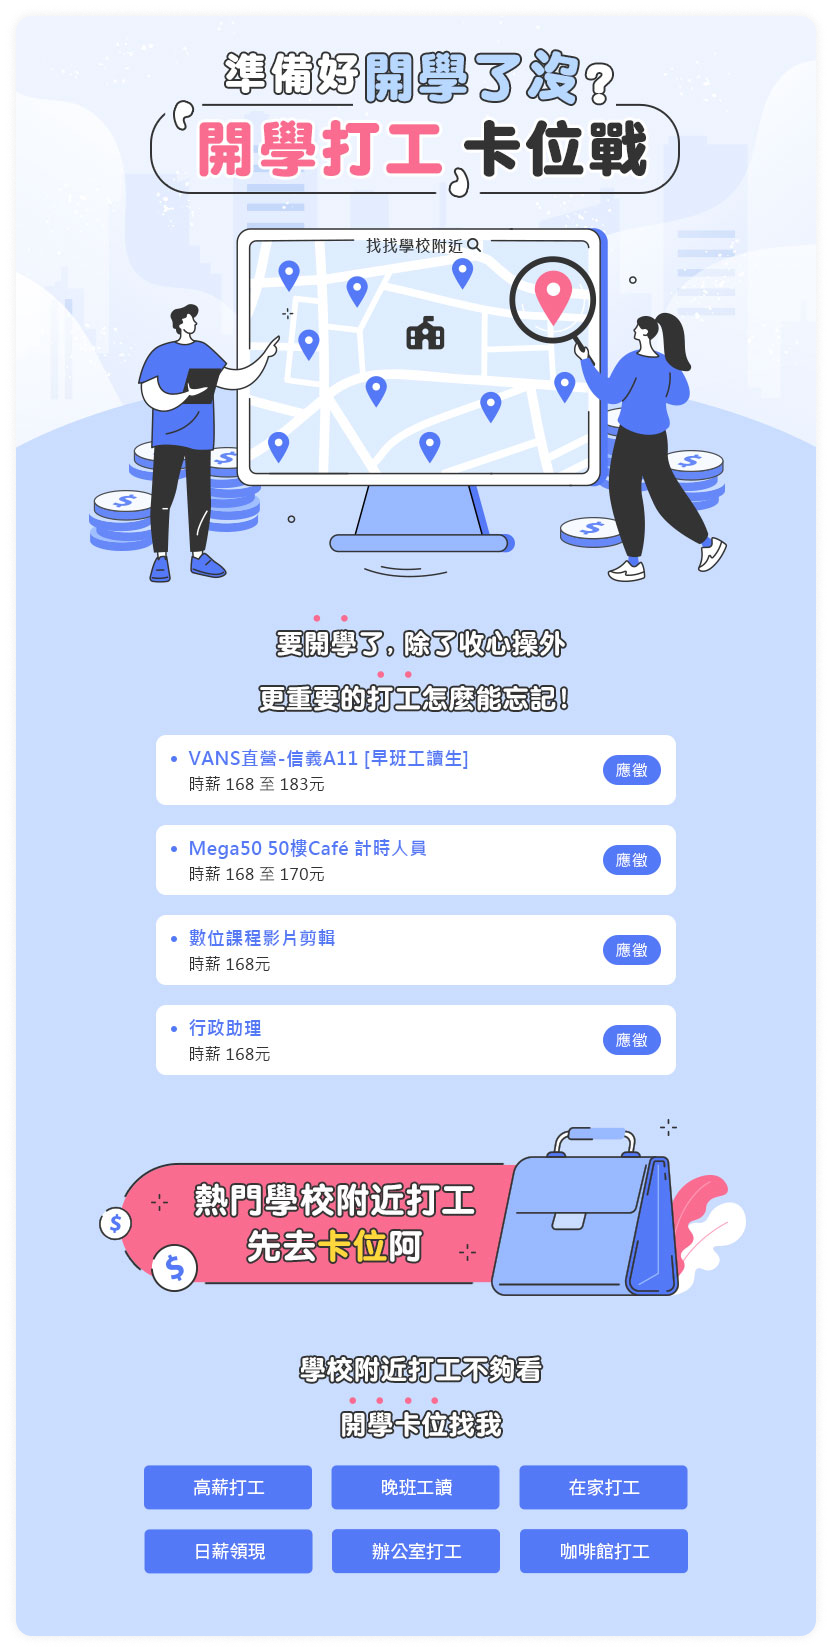 準備好開學了沒?
開學打工 卡位戰
找找學校附近
要開學了, 除了收心操外
更重要的打工怎麼能忘記!
• VANS直營-信義A11 [早班工讀生]
時薪 168 至 183元
應徵
• Mega50 50樓Café 計時人員
時薪 168 至 170元
應徵
• 數位課程影片剪輯
時薪 168元
應徵
• 行政助理
時薪 168元
應徵
熱門學校附近打工
先去卡位阿
學校附近打工不夠看
開學卡位找我
高薪打工
晚班工讀
在家打工
日薪領現
辦公室打工
咖啡館打工